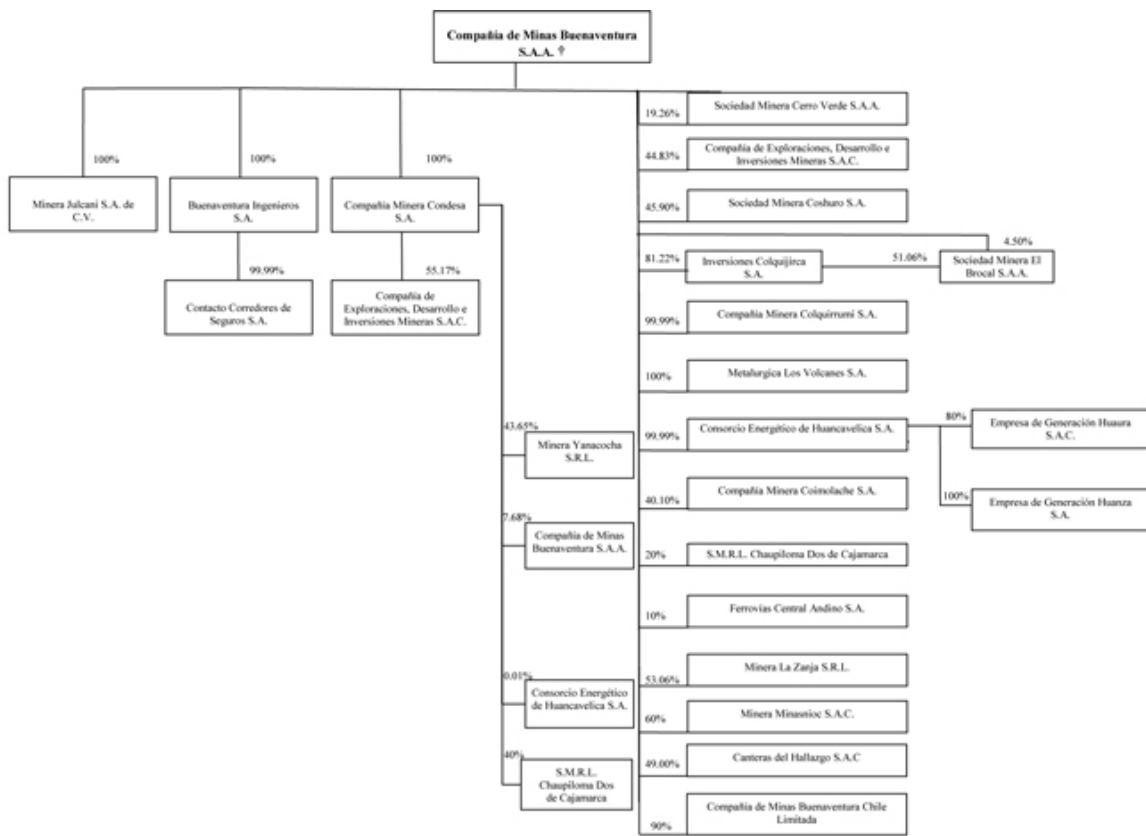 Compañía de Minas Buenaventura
S.A.A. †
100%
100%
100%
Minera Julcani S.A. de
C.V.
Buenaventura Ingenieros
S.A.
Compañía Minera Condesa
S.A.
99.99%
55.17%
Contacto Corredores de
Seguros S.A.
Compañía de
Exploraciones, Desarrollo e
Inversiones Mineras S.A.C.
43.65%
Minera Yanacocha
S.R.L.
7.68%
Compañía de Minas
Buenaventura S.A.A.
0.01%
Consorcio Energético
de Huancavelica S.A.
40%
S.M.R.L.
Chaupiloma Dos
de Cajamarca
19.26%
Sociedad Minera Cerro Verde S.A.A.
44.83%
Compañía de Exploraciones, Desarrollo e
Inversiones Mineras S.A.C.
45.90%
Sociedad Minera Coshuro S.A.
4.50%
81.22%
Inversiones Colquijirca
S.A.
51.06%
Sociedad Minera El
Brocal S.A.A.
99.99%
Compañía Minera Colquirrumi S.A.
100%
Metalurgica Los Volcanes S.A.
99.99%
Consorcio Energético de Huancavelica S.A.
80%
Empresa de Generación Huaura
S.A.C.
100%
Empresa de Generación Huanza
S.A.
40.10%
Compañía Minera Coimolache S.A.
20%
S.M.R.L. Chaupiloma Dos de Cajamarca
10%
Ferrovías Central Andino S.A.
53.06%
Minera La Zanja S.R.L.
60%
Minera Minasnioc S.A.C.
49.00%
Canteras del Hallazgo S.A.C
90%
Compañía de Minas Buenaventura Chile
Limitada